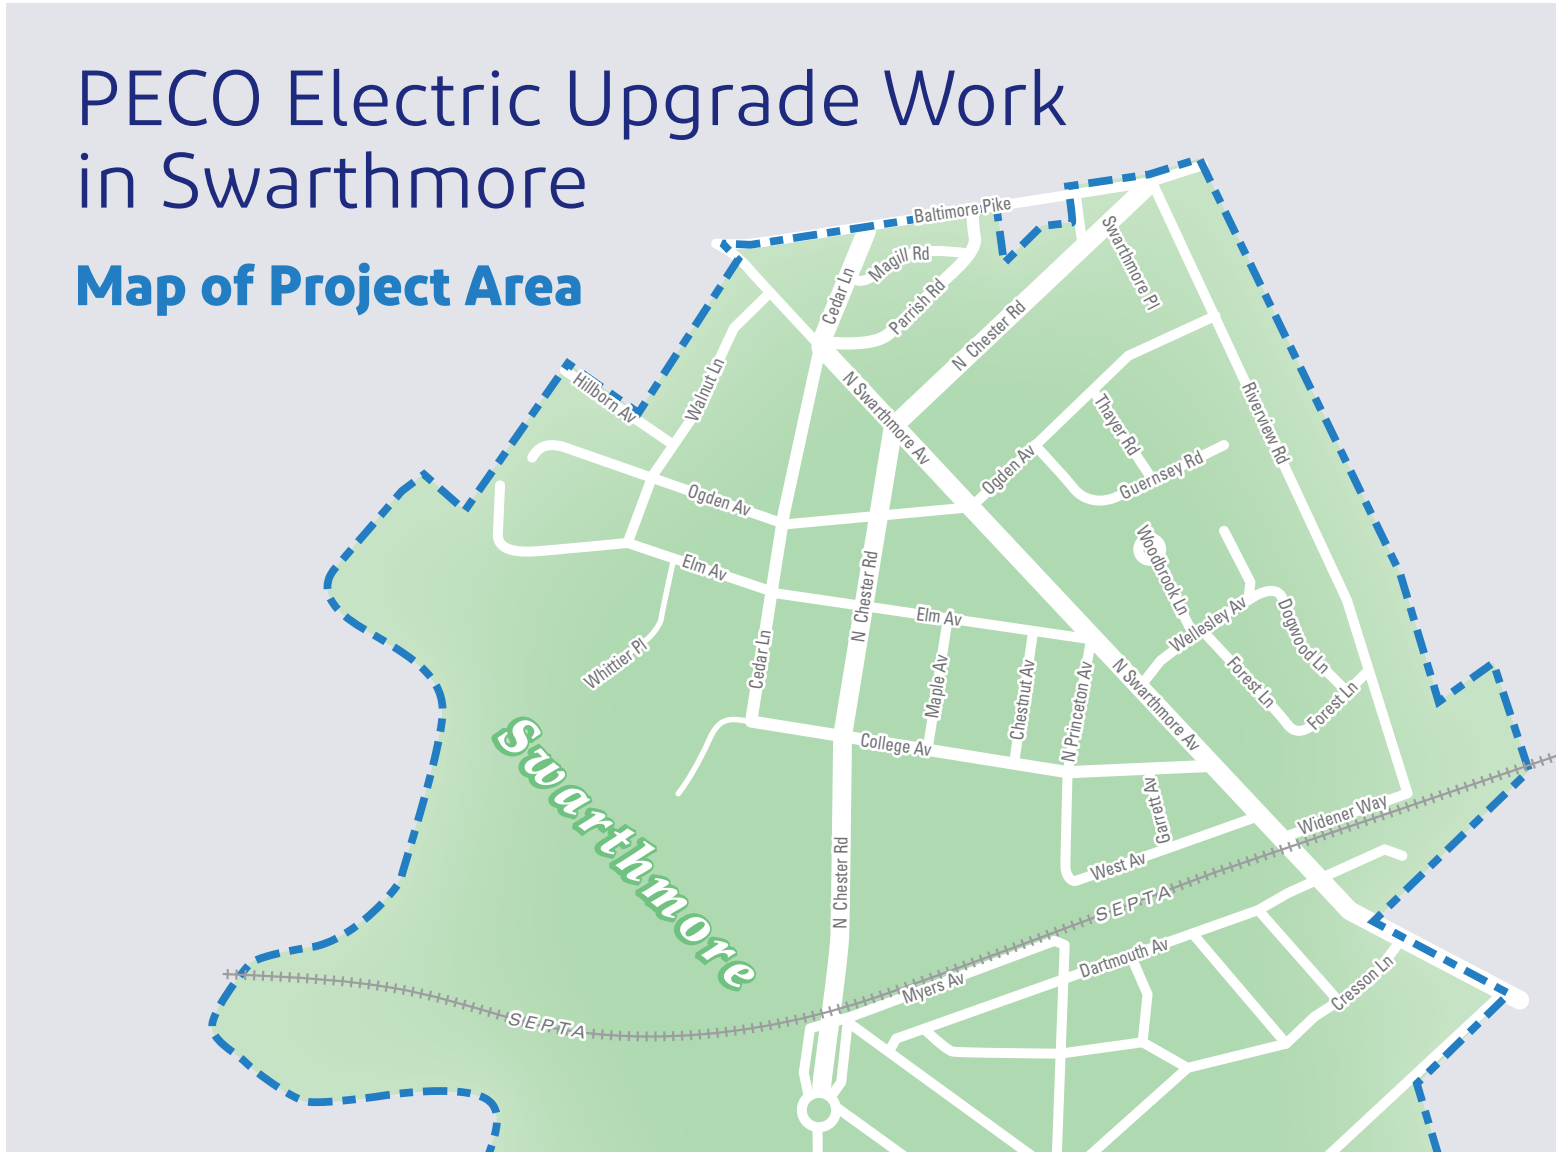 PECO Electric Upgrade Work
in Swarthmore
Map of Project Area
Baltimore Pike
Swarthmore Pl
Magill Rd
Cedar Ln
Parrish Rd
N Chester Rd
Hillborn Av
Walnut Ln
N Swarthmore Av
Thayer Rd
Riverview Rd
Ogden Av
Guernsey Rd
Ogden Av
Woodbrook Ln
Elm Av
N Chester Rd
Elm Av
Wellesley Av
Dogwood Ln
Whittier Pl
Cedar Ln
Maple Av
Chestnut Av
N Princeton Av
N Swarthmore Av
Forest Ln
Forest Ln
College Av
Swarthmore
Garrett Av
Widener Way
N Chester Rd
West Av
SEPTA
Dartmouth Av
Myers Av
Cresson Ln
SEPTA